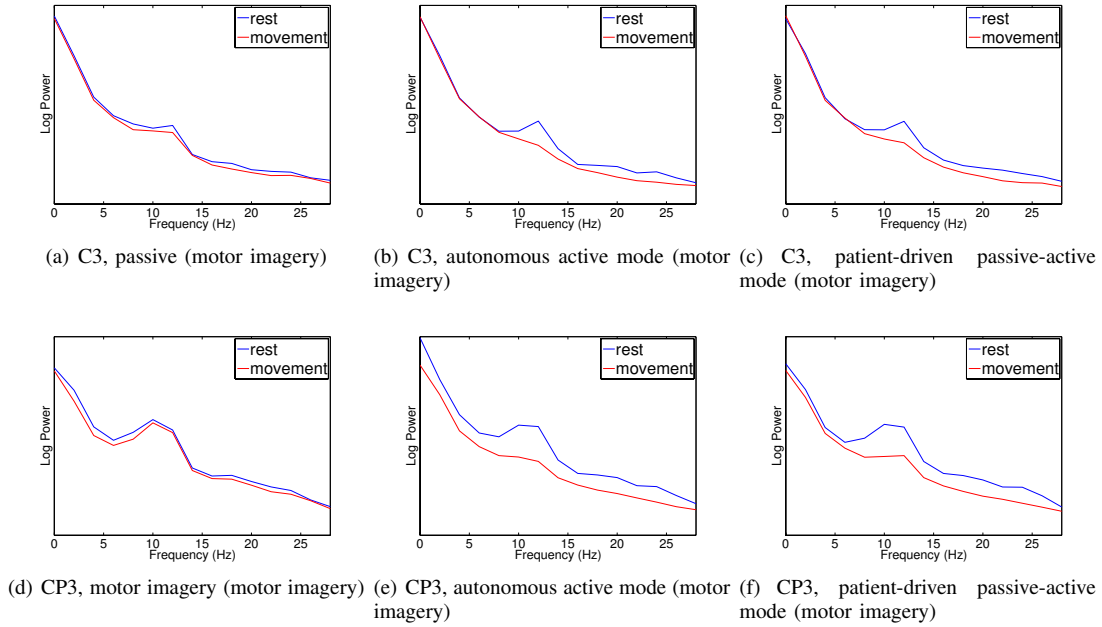 rest
movement
Log Power
0 5 10 15 20 25
Frequency (Hz)
(a) C3, passive (motor imagery)
rest
movement
Log Power
0 5 10 15 20 25
Frequency (Hz)
(b) C3, autonomous active mode (motor
imagery)
rest
movement
Log Power
0 5 10 15 20 25
Frequency (Hz)
(c) C3, patient-driven passive-active
mode (motor imagery)
rest
movement
Log Power
0 5 10 15 20 25
Frequency (Hz)
(d) CP3, motor imagery (motor imagery)
rest
movement
Log Power
0 5 10 15 20 25
Frequency (Hz)
(e) CP3, autonomous active mode (motor
imagery)
rest
movement
Log Power
0 5 10 15 20 25
Frequency (Hz)
(f) CP3, patient-driven passive-active
mode (motor imagery)